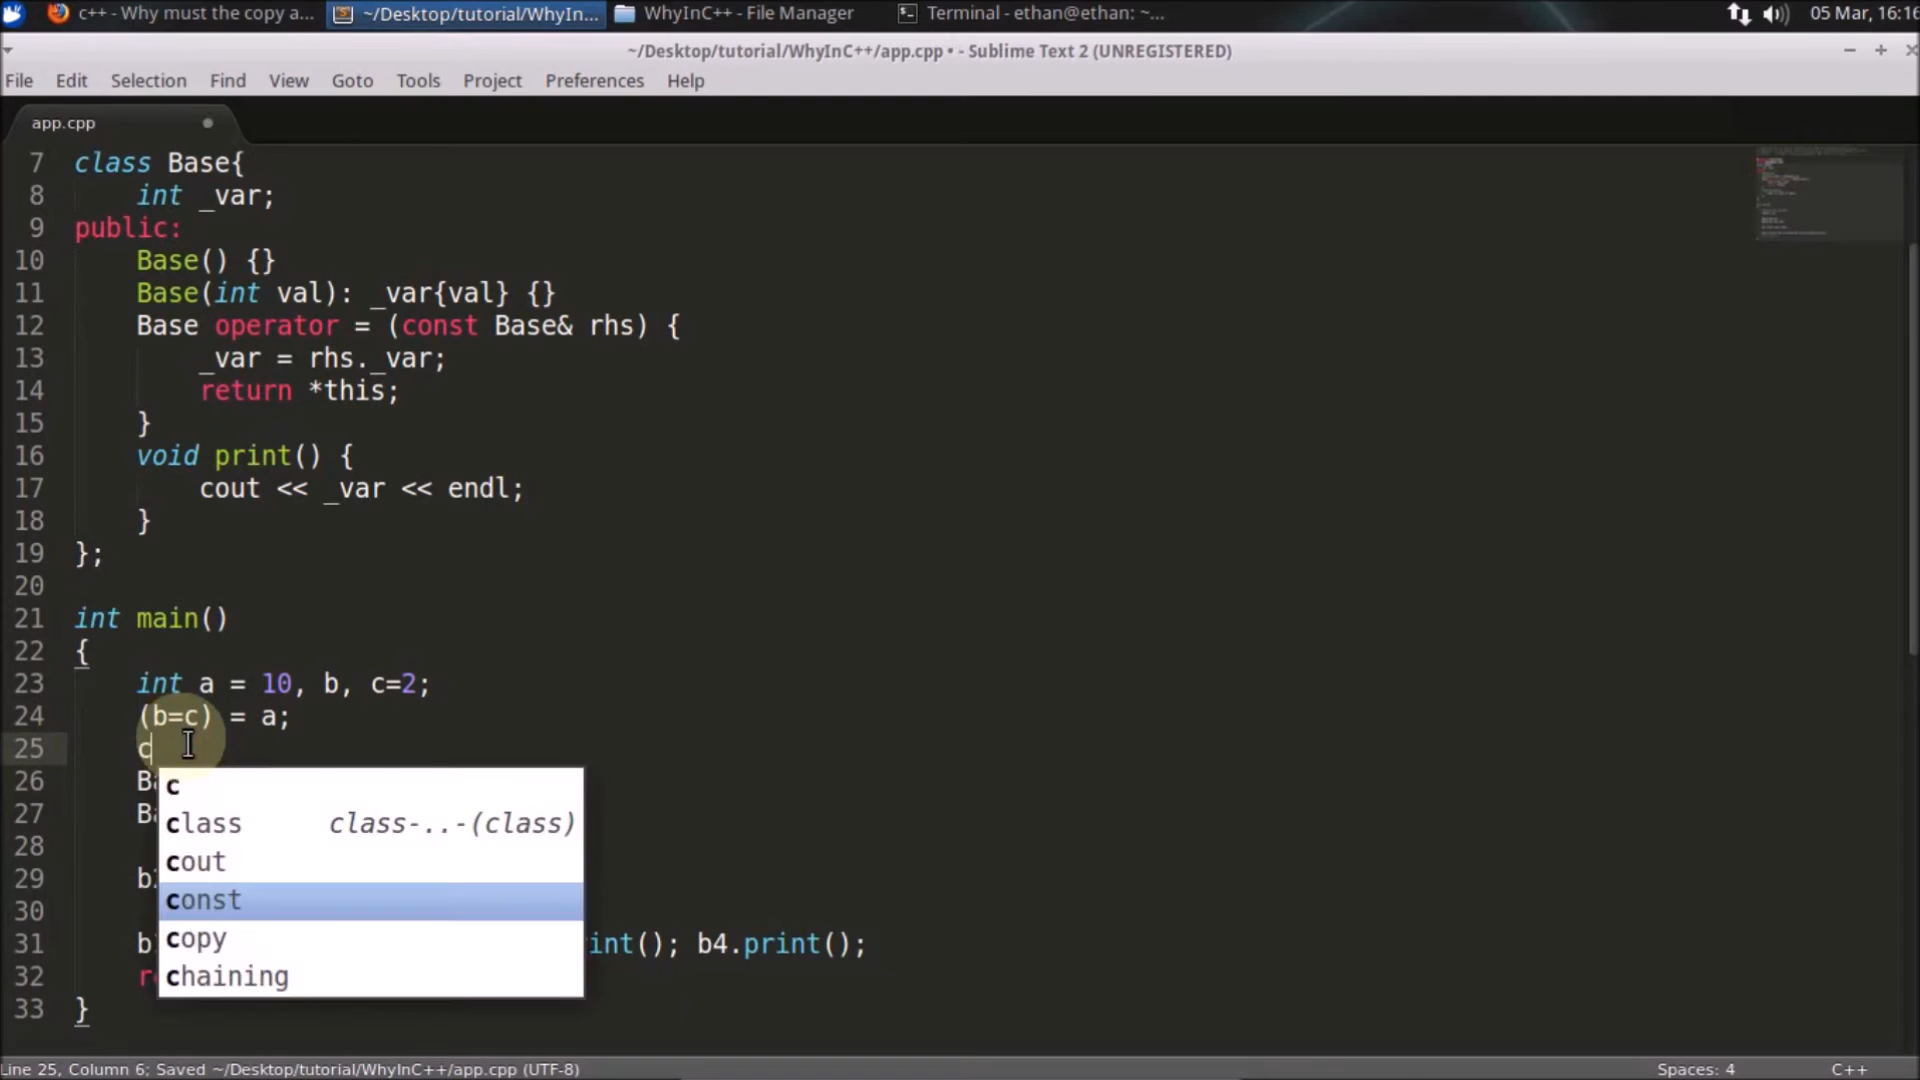 c++ - Why must the copy a... ~/Desktop/tutorial/WhyIn... WhyInC++ - File Manager Terminal - ethan@ethan: ~... 05 Mar, 16:16
~/Desktop/tutorial/WhyInC++/app.cpp • - Sublime Text 2 (UNREGISTERED)
File Edit Selection Find View Goto Tools Project Preferences Help
app.cpp
7 class Base{
8 int _var;
9 public:
10 Base() {}
11 Base(int val): _var{val} {}
12 Base operator = (const Base& rhs) {
13 _var = rhs._var;
14 return *this;
15 }
16 void print() {
17 cout << _var << endl;
18 }
19 };
20
21 int main()
22 {
23 int a = 10, b, c=2;
24 (b=c) = a;
25 c
26 Ba
27 Ba
28
29 b
30
31 b int(); b4.print();
32 re
33 }
c
class class-..-(class)
cout
const
copy
chaining
Line 25, Column 6; Saved ~/Desktop/tutorial/WhyInC++/app.cpp (UTF-8) Spaces: 4 C++